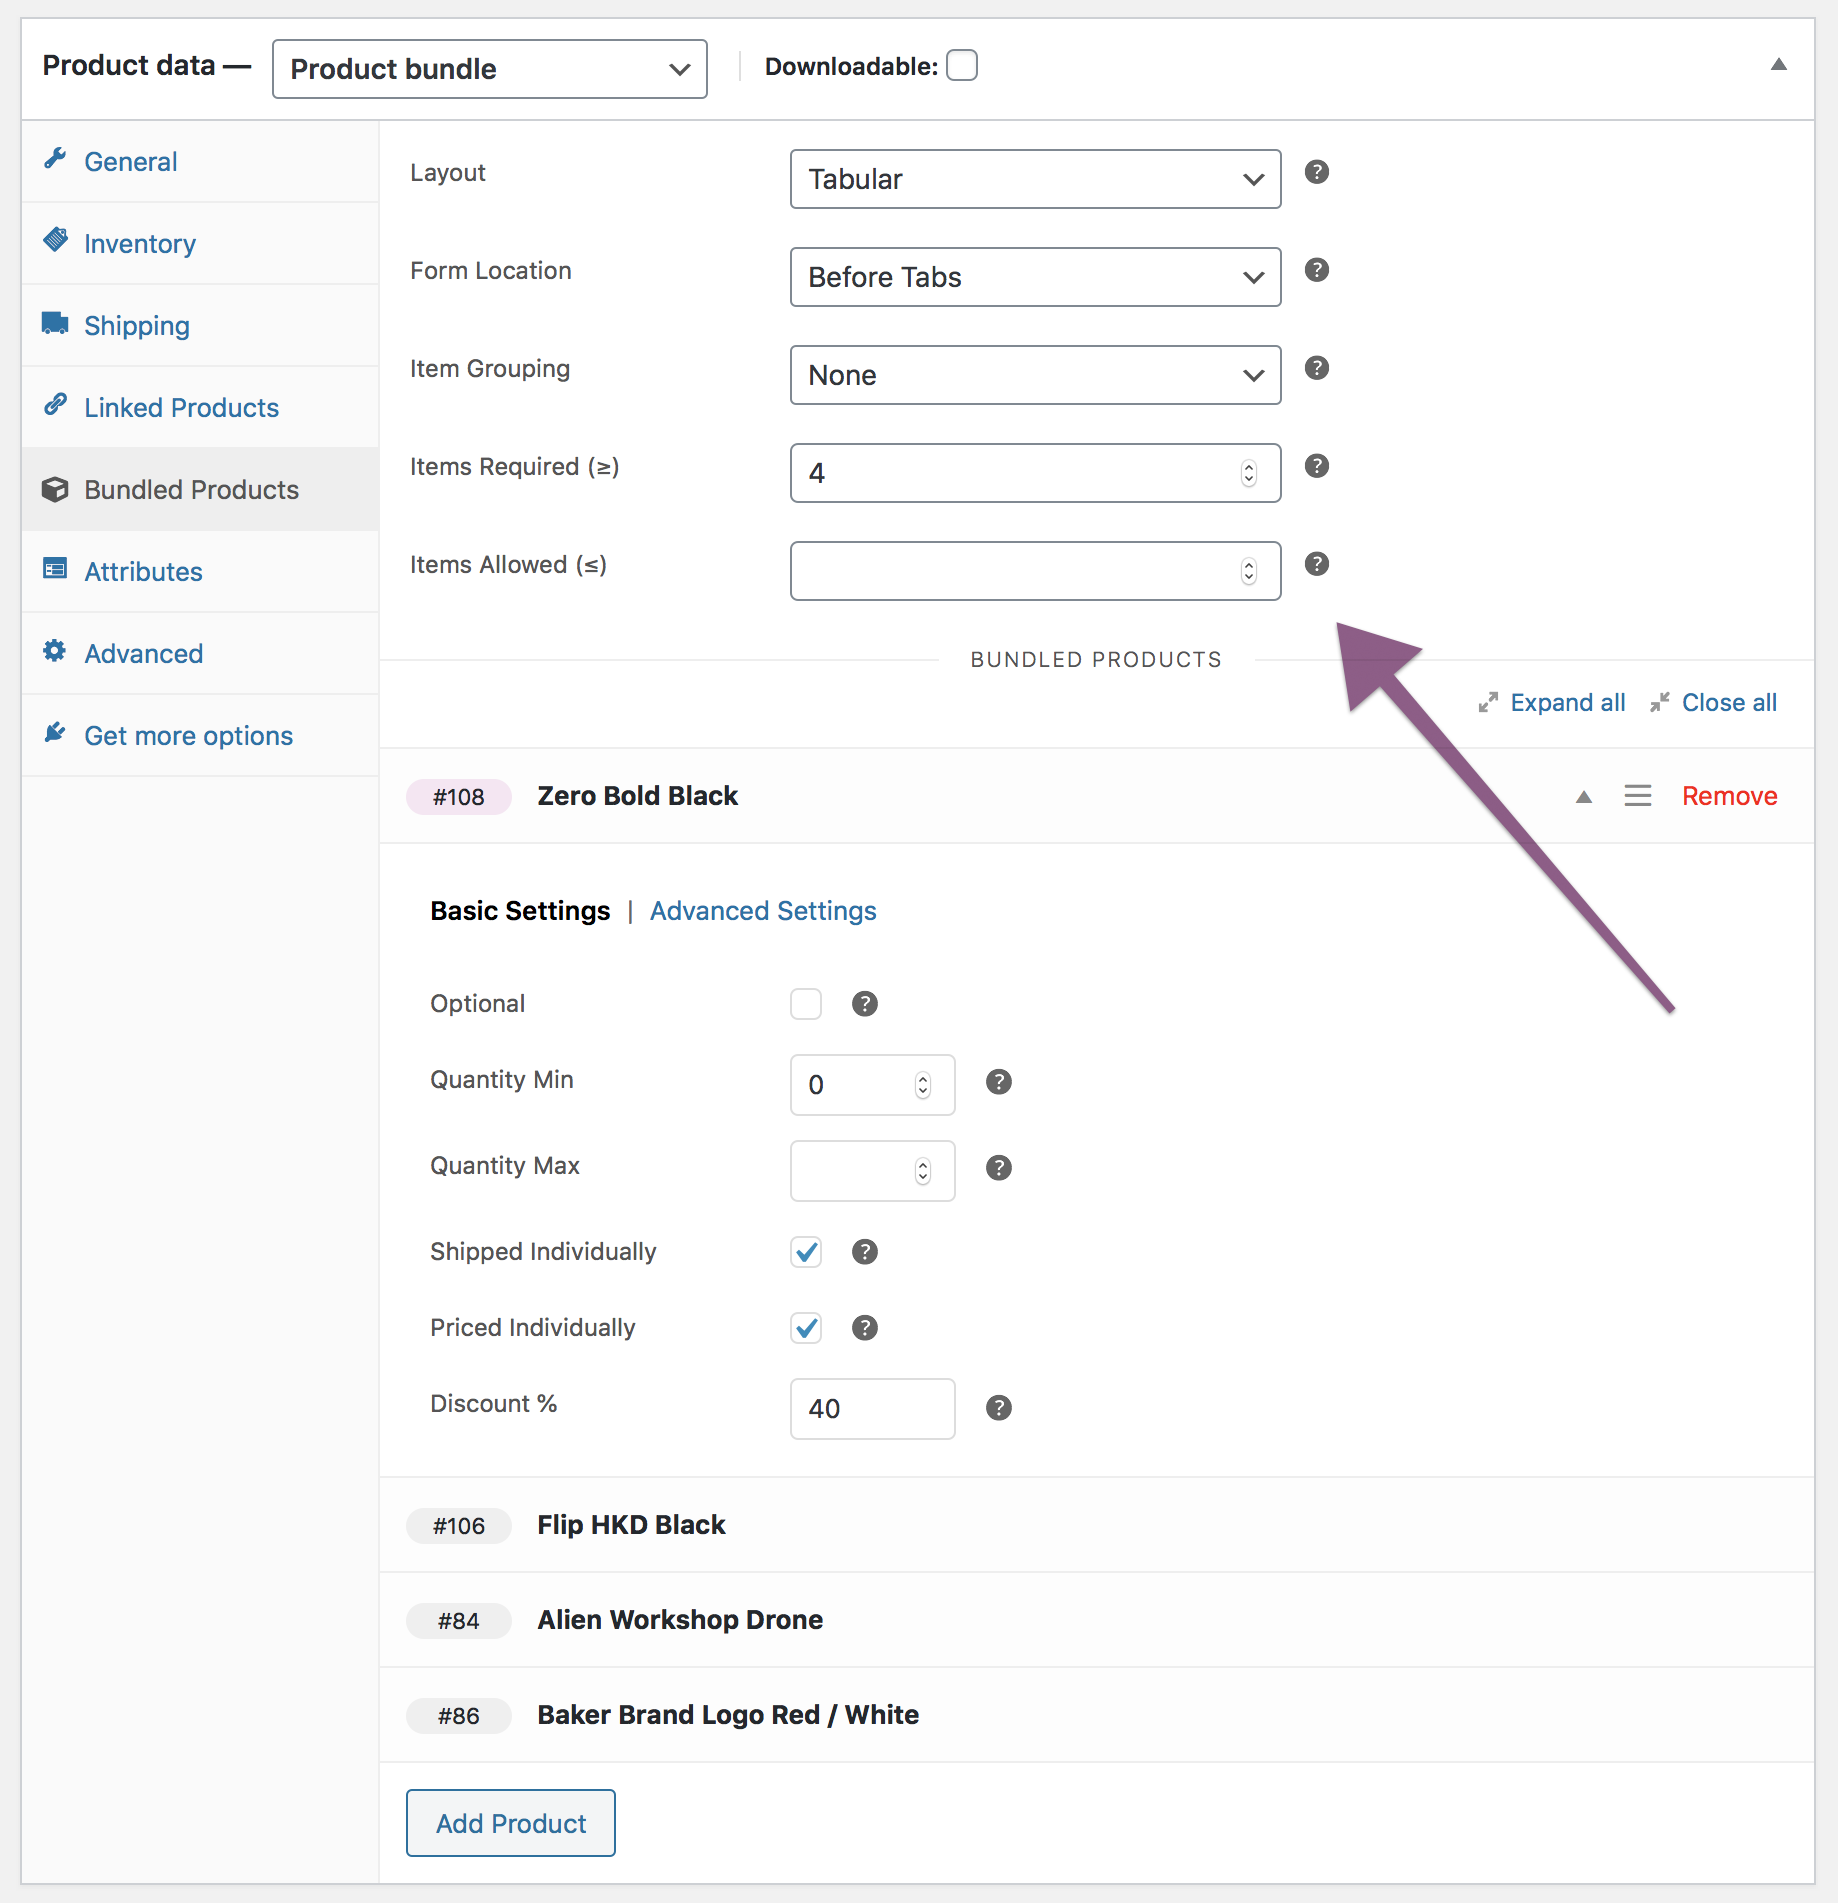 Product data — Product bundle Downloadable:
General
Inventory
Shipping
Linked Products
Bundled Products
Attributes
Advanced
Get more options
Layout Tabular ?
Form Location Before Tabs ?
Item Grouping None ?
Items Required (≥) 4 ?
Items Allowed (≤) ?
BUNDLED PRODUCTS
Expand all Close all
#108 Zero Bold Black Remove
Basic Settings | Advanced Settings
Optional ?
Quantity Min 0 ?
Quantity Max ?
Shipped Individually ?
Priced Individually ?
Discount % 40 ?
#106 Flip HKD Black
#84 Alien Workshop Drone
#86 Baker Brand Logo Red / White
Add Product